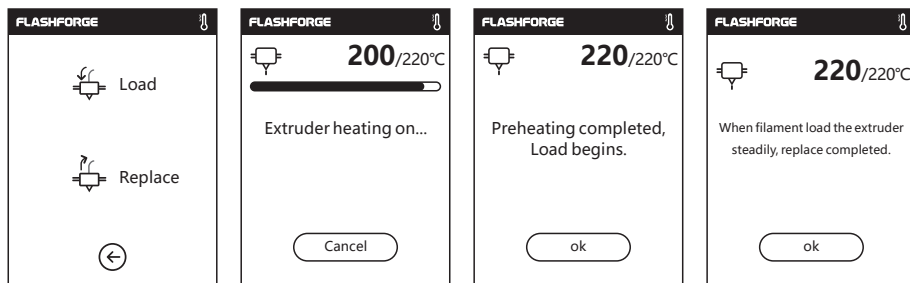 FLASHFORGE
Load
Replace
FLASHFORGE
200/220℃
Extruder heating on...
Cancel
FLASHFORGE
220/220℃
Preheating completed,
Load begins.
ok
FLASHFORGE
220/220℃
When filament load the extruder
steadily, replace completed.
ok